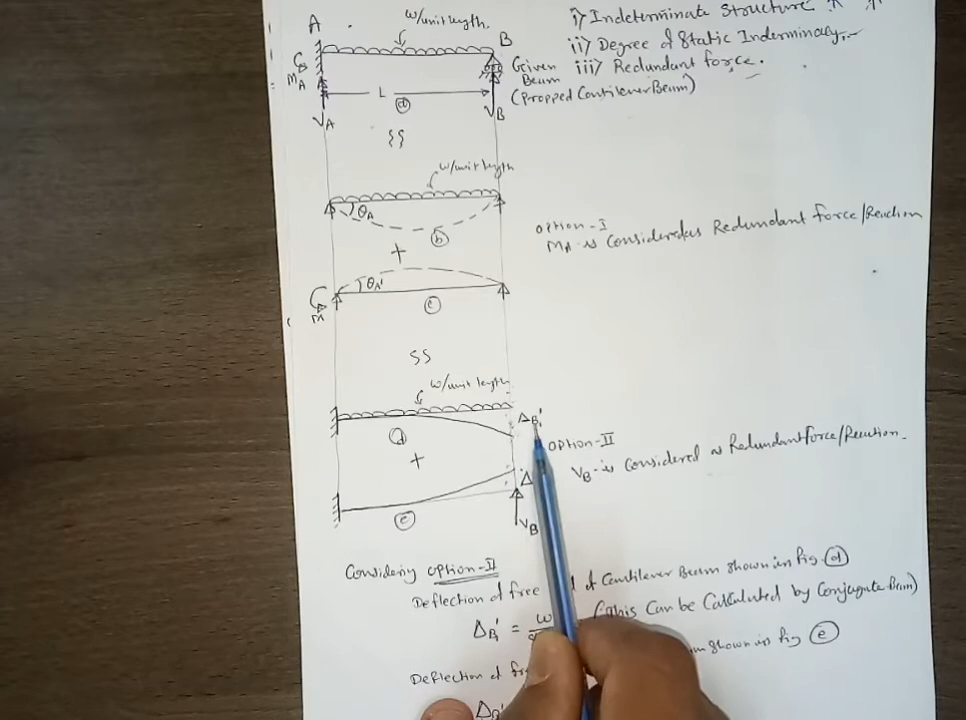 i) Indeterminate Structure
ii) Degree of Static Inderminacy.
iii) Redundant force.
A
w/unit length.
B
Given
Beam
(Propped Cantilever Beam)
MA
L
a
VA
VB
w/unit length
θA
b
+
θA'
M
c
option-I
MA is Considered as Redundant force/Reaction
w/unit length
ΔB1'
d
+
option-II
VB is Considered as Redundant force/Reaction.
Δ
e
VB
Considering option-II
Deflection of free of Cantilever Beam shown in fig. d
ΔB1' = w (This Can be Calculated by Conjugate Beam)
Deflection of shown in fig e